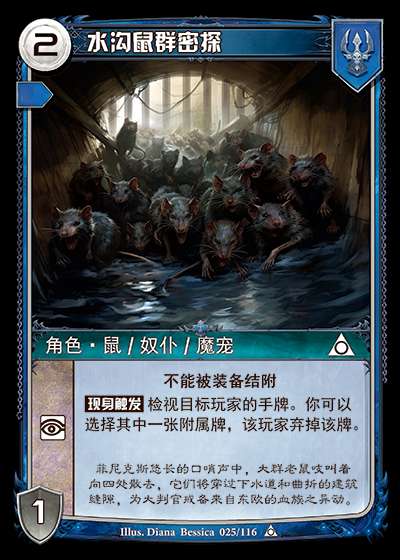 2
水沟鼠群密探
角色·鼠 / 奴仆 / 魔宠
不能被装备结附
现身触发 检视目标玩家的手牌。你可以
选择其中一张附属牌，该玩家弃掉该牌。
菲尼克斯悠长的口哨声中，大群老鼠吱叫着
向四处散去，它们将穿过下水道和曲折的建筑
缝隙，为大判官戒备来自东欧的血族之异动。
1
Illus. Diana Bessica 025/116